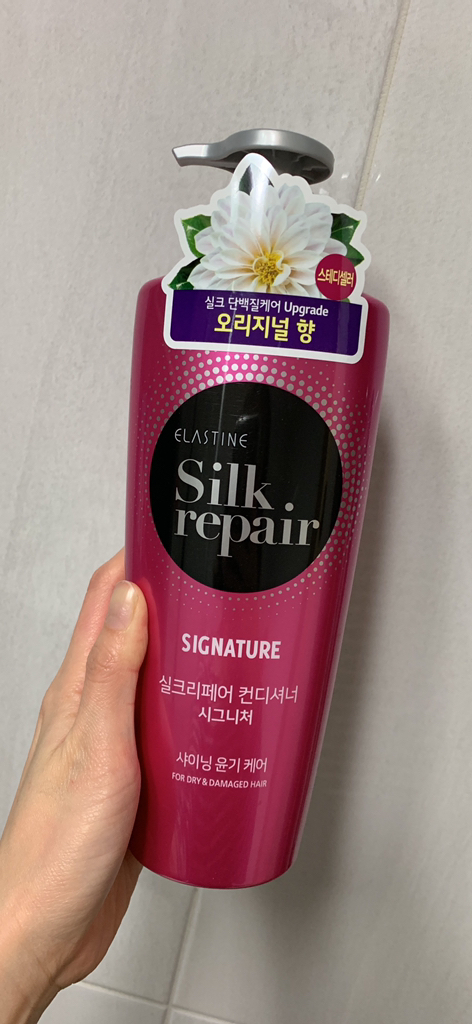 스테디셀러
실크 단백질케어 Upgrade
오리지널 향
ELASTINE
Silk
repair
SIGNATURE
실크리페어 컨디셔너
시그니처
샤이닝 윤기 케어
FOR DRY & DAMAGED HAIR